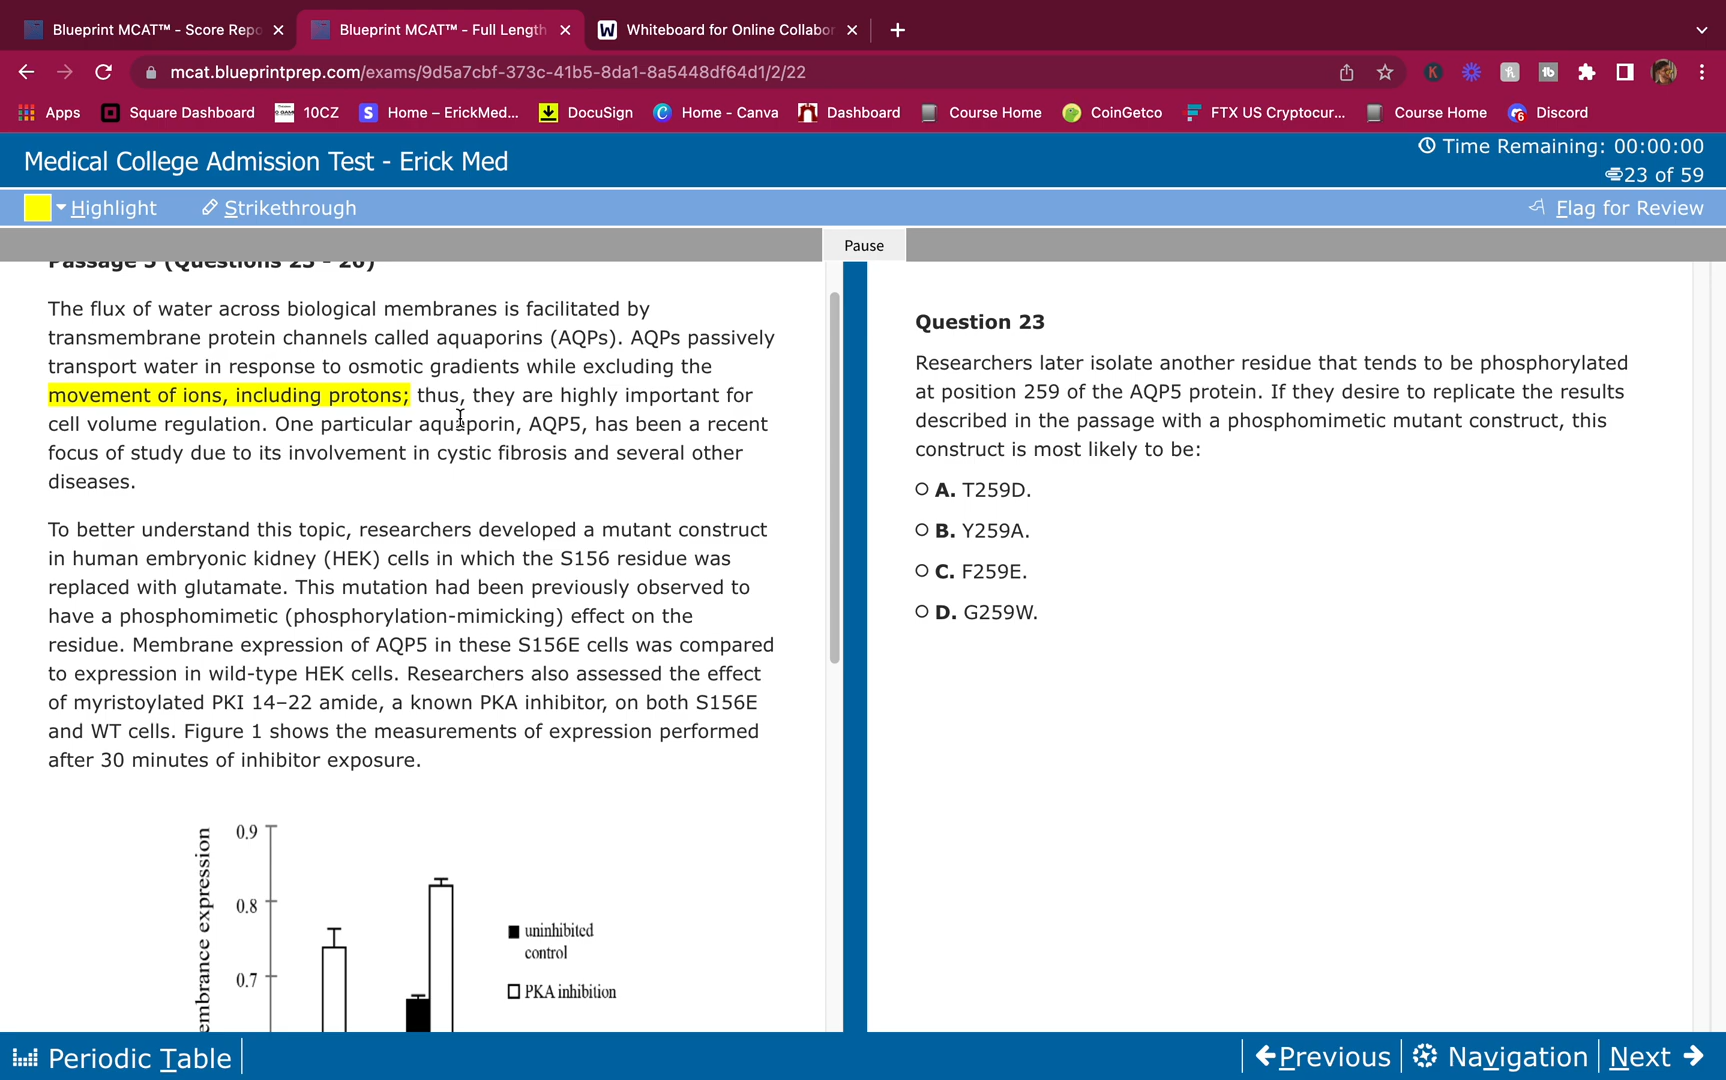 Blueprint MCAT™ - Score Repo
Blueprint MCAT™ - Full Length
Whiteboard for Online Collabor
mcat.blueprintprep.com/exams/9d5a7cbf-373c-41b5-8da1-8a5448df64d1/2/22
Apps
Square Dashboard
10CZ
Home – ErickMed...
DocuSign
Home - Canva
Dashboard
Course Home
CoinGetco
FTX US Cryptocur...
Course Home
Discord
Medical College Admission Test - Erick Med
Time Remaining: 00:00:00
23 of 59
Highlight
Strikethrough
Flag for Review
Pause
Passage 5 (Questions 23 - 26)
The flux of water across biological membranes is facilitated by
transmembrane protein channels called aquaporins (AQPs). AQPs passively
transport water in response to osmotic gradients while excluding the
movement of ions, including protons; thus, they are highly important for
cell volume regulation. One particular aquaporin, AQP5, has been a recent
focus of study due to its involvement in cystic fibrosis and several other
diseases.
To better understand this topic, researchers developed a mutant construct
in human embryonic kidney (HEK) cells in which the S156 residue was
replaced with glutamate. This mutation had been previously observed to
have a phosphomimetic (phosphorylation-mimicking) effect on the
residue. Membrane expression of AQP5 in these S156E cells was compared
to expression in wild-type HEK cells. Researchers also assessed the effect
of myristoylated PKI 14–22 amide, a known PKA inhibitor, on both S156E
and WT cells. Figure 1 shows the measurements of expression performed
after 30 minutes of inhibitor exposure.
embrance expression
0.9
0.8
0.7
uninhibited
control
PKA inhibition
Question 23
Researchers later isolate another residue that tends to be phosphorylated
at position 259 of the AQP5 protein. If they desire to replicate the results
described in the passage with a phosphomimetic mutant construct, this
construct is most likely to be:
A. T259D.
B. Y259A.
C. F259E.
D. G259W.
Periodic Table
Previous
Navigation
Next